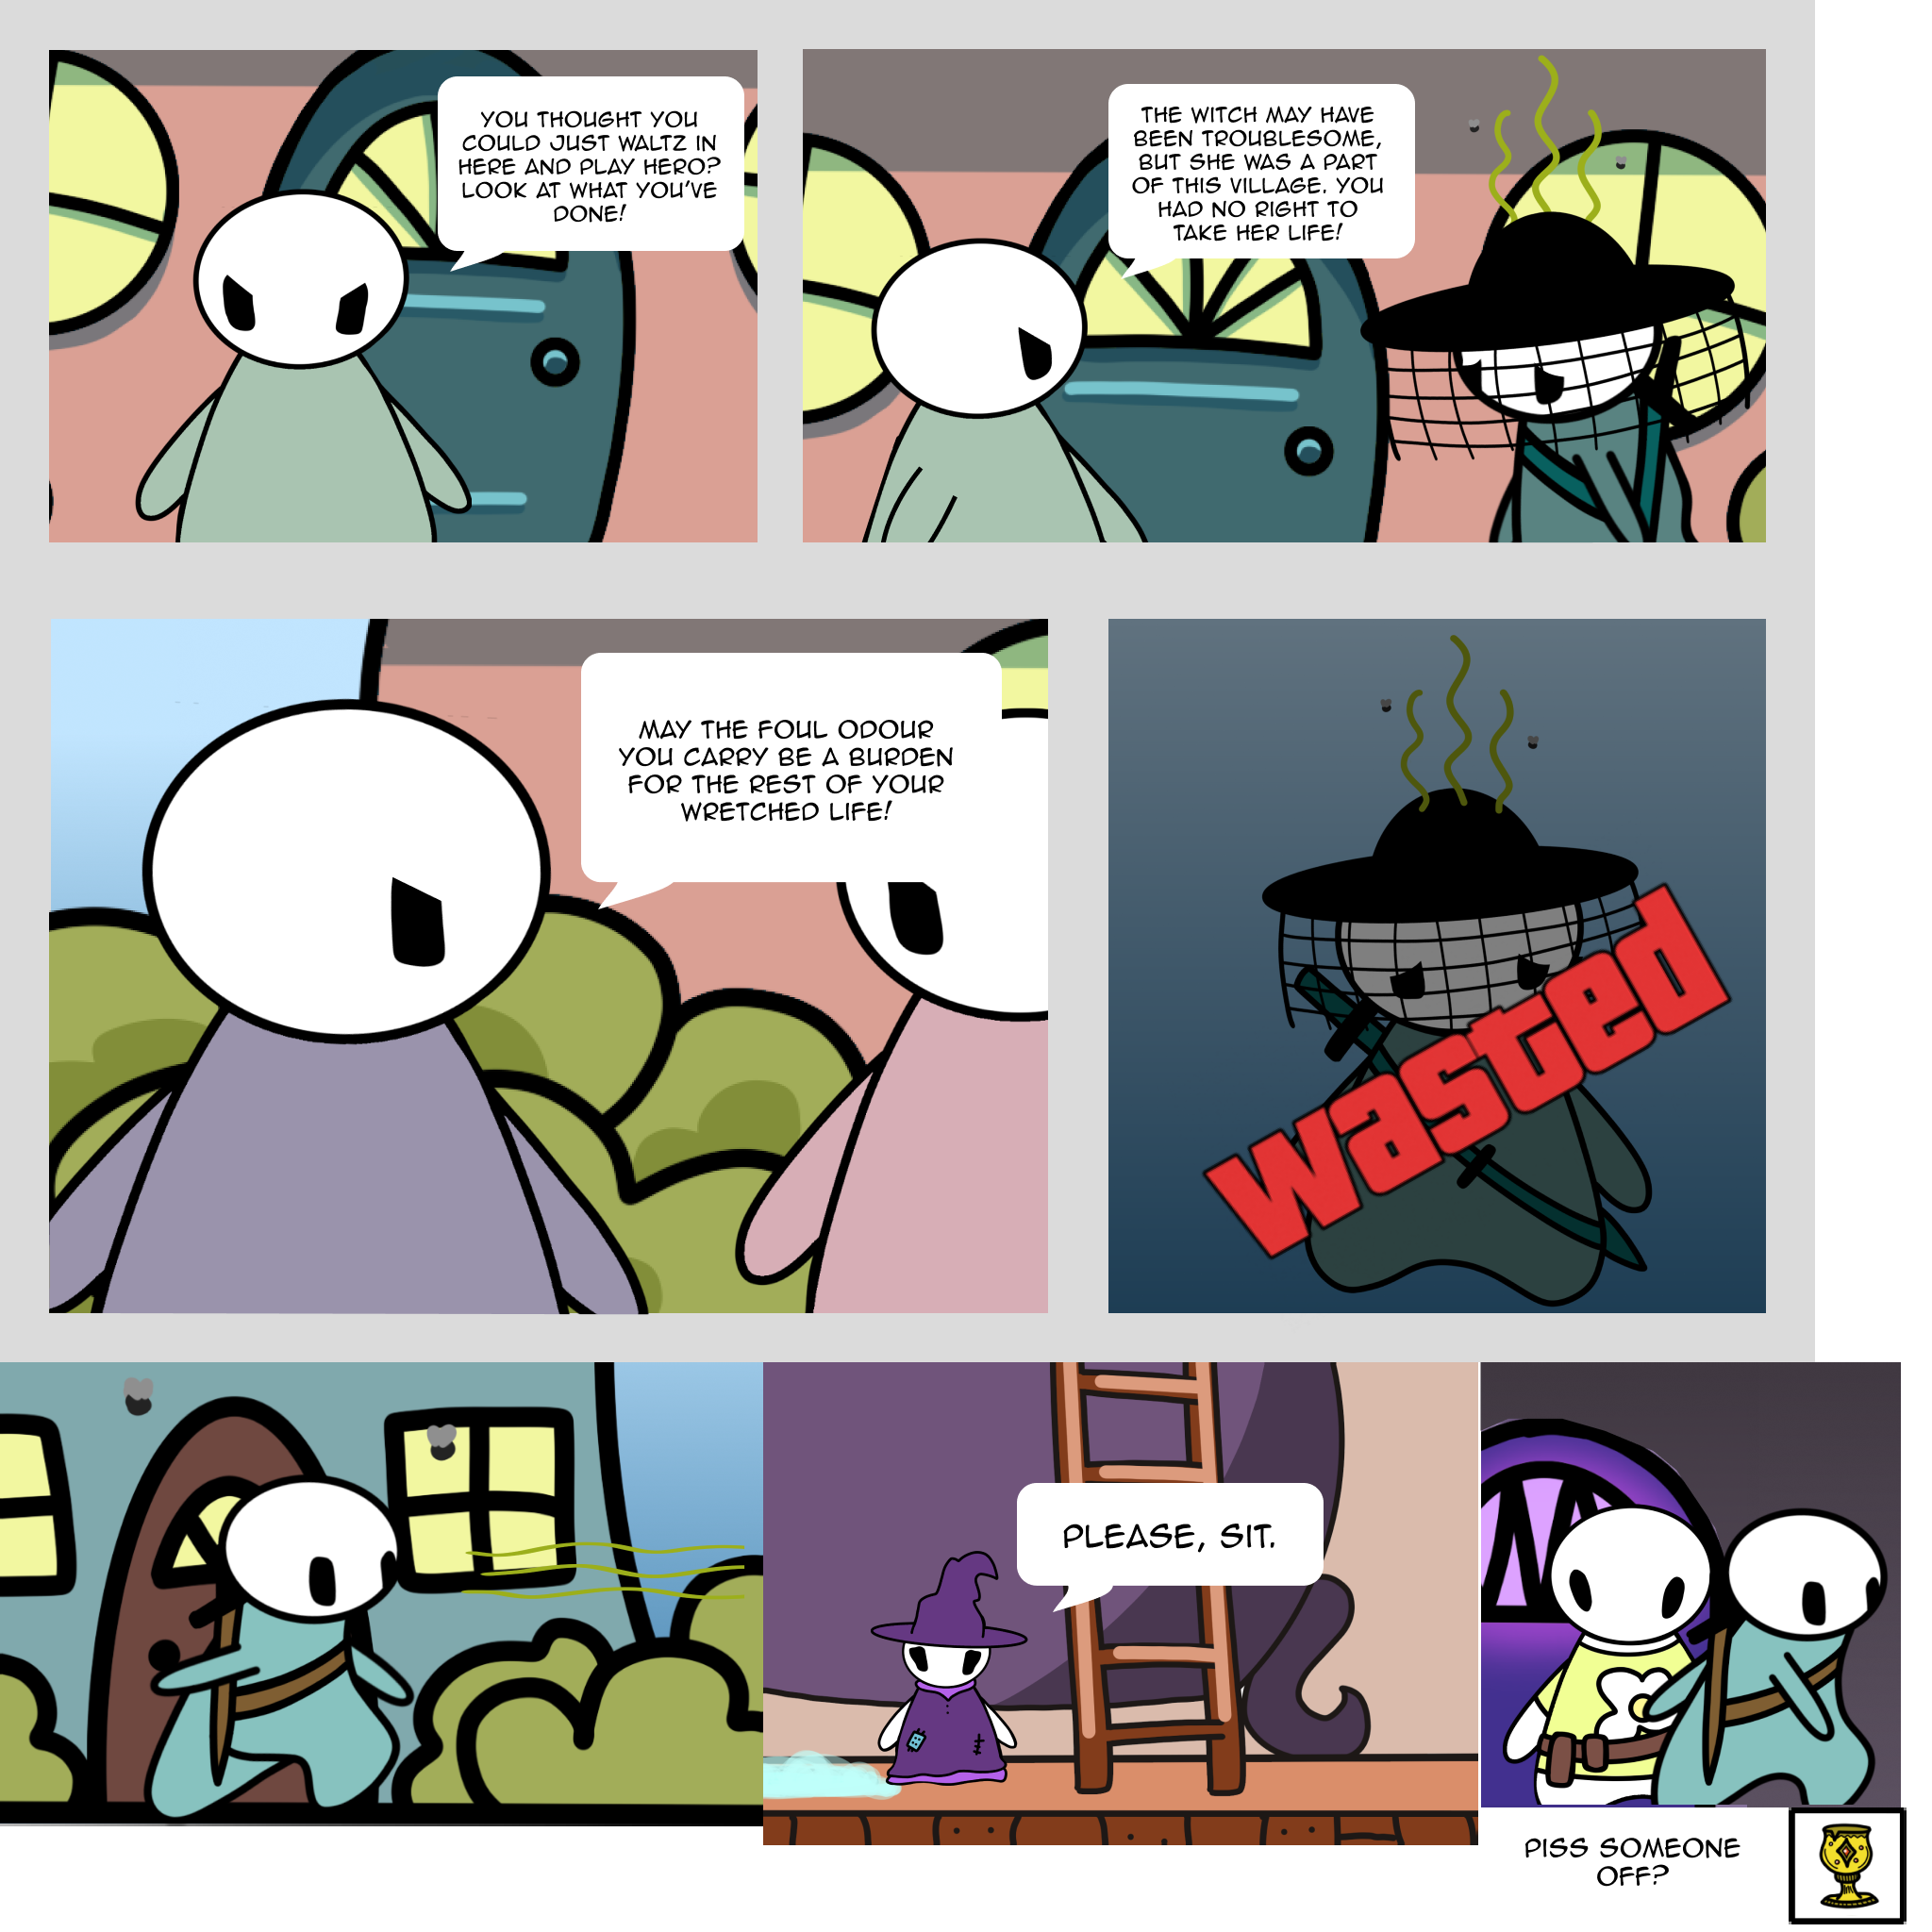 YOU THOUGHT YOU
COULD JUST WALTZ IN
HERE AND PLAY HERO?
LOOK AT WHAT YOU'VE
DONE!
THE WITCH MAY HAVE
BEEN TROUBLESOME,
BUT SHE WAS A PART
OF THIS VILLAGE. YOU
HAD NO RIGHT TO
TAKE HER LIFE!
MAY THE FOUL ODOUR
YOU CARRY BE A BURDEN
FOR THE REST OF YOUR
WRETCHED LIFE!
wasted
PLEASE, SIT.
PISS SOMEONE
OFF?